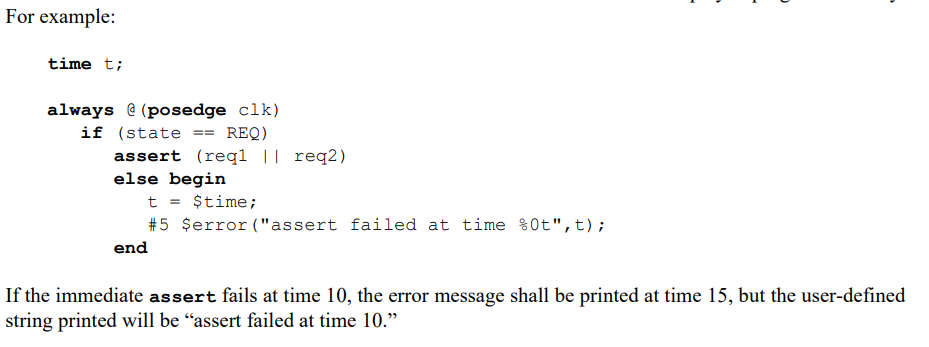 For example:
time t;
always @(posedge clk)
if (state == REQ)
assert (req1 || req2)
else begin
t = $time;
#5 $error("assert failed at time %0t",t);
end
If the immediate assert fails at time 10, the error message shall be printed at time 15, but the user-defined
string printed will be “assert failed at time 10.”